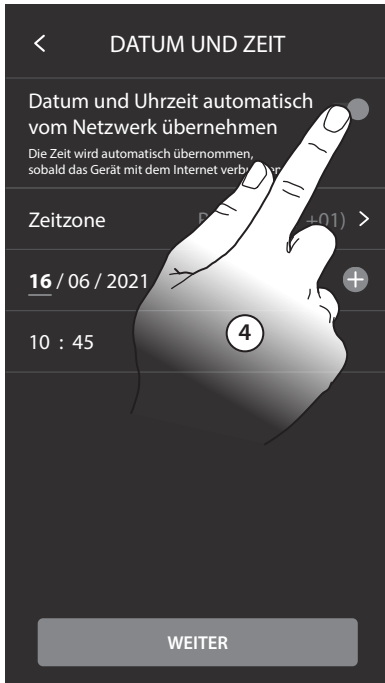 DATUM UND ZEIT
Datum und Uhrzeit automatisch
vom Netzwerk übernehmen
Die Zeit wird automatisch übernommen,
sobald das Gerät mit dem Internet
Zeitzone +01)
16 / 06 / 2021
10 : 45
4
WEITER